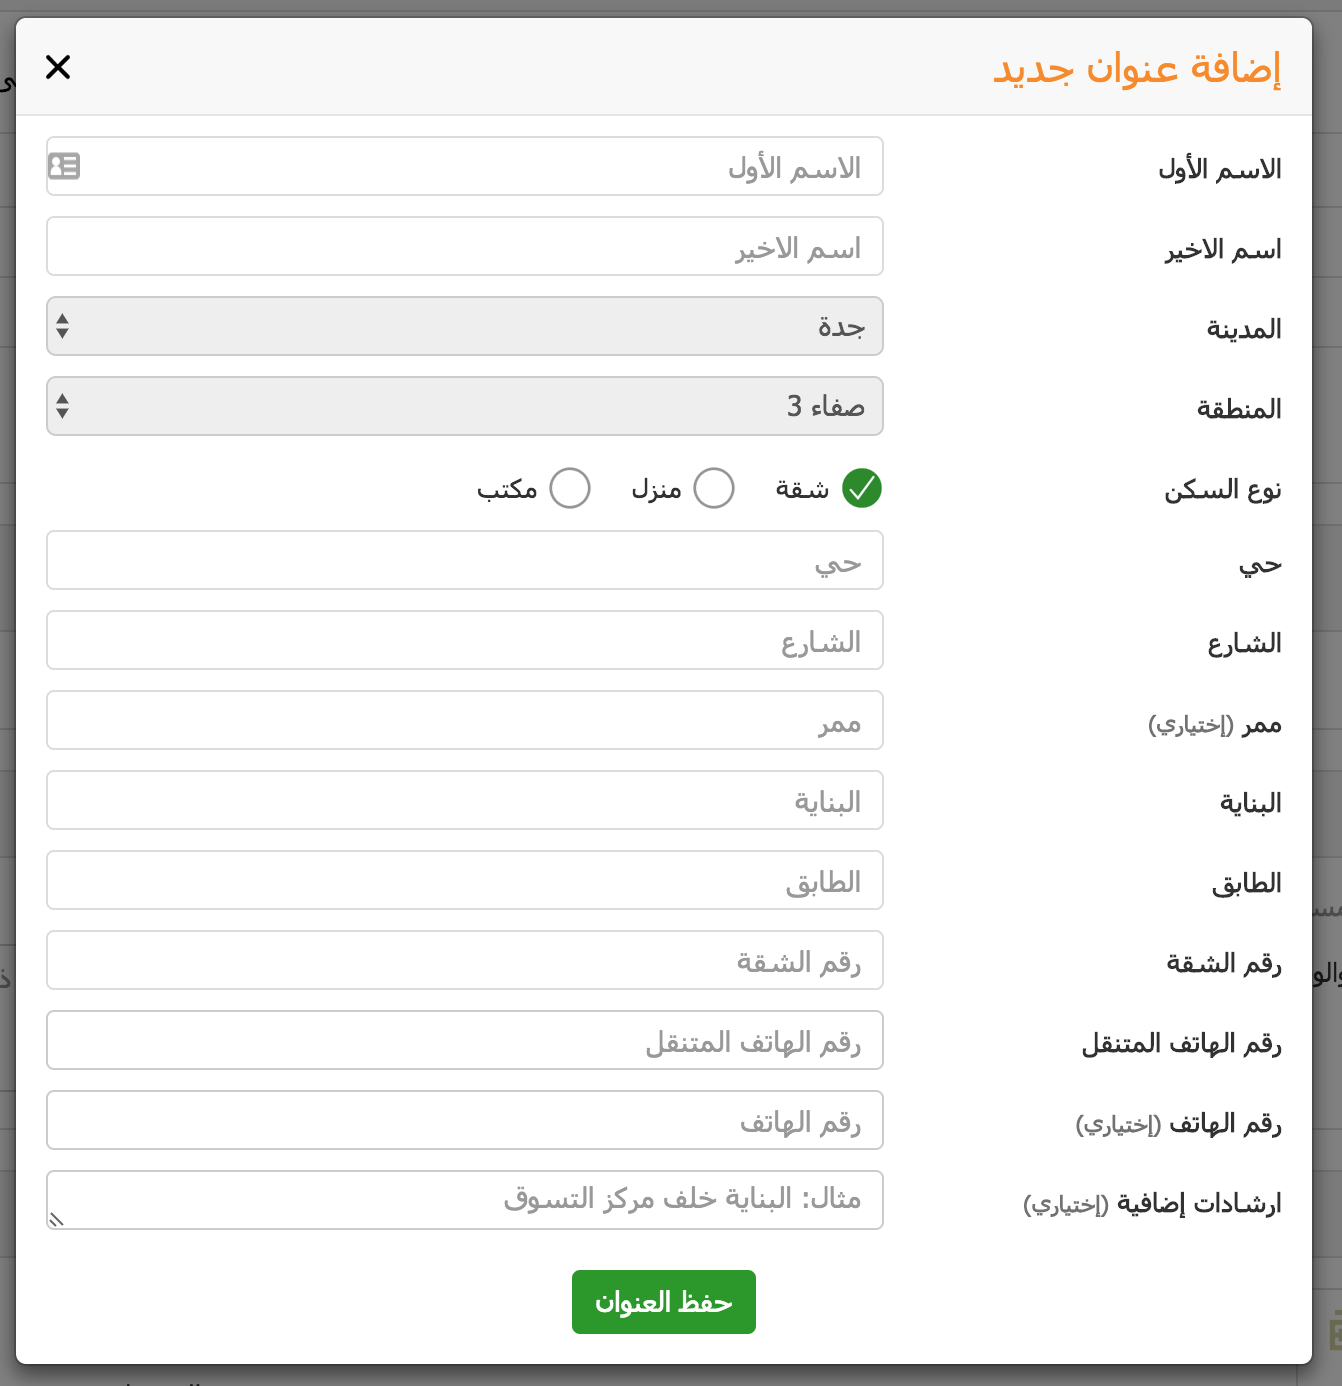 إضافة عنوان جديد
الاسم الأول
الاسم الأول
اسم الاخير
اسم الاخير
المدينة
جدة
المنطقة
صفاء 3
نوع السكن
شقة
منزل
مكتب
حي
حي
الشارع
الشارع
ممر (إختياري)
ممر
البناية
البناية
الطابق
الطابق
رقم الشقة
رقم الشقة
رقم الهاتف المتنقل
رقم الهاتف المتنقل
رقم الهاتف (إختياري)
رقم الهاتف
ارشادات إضافية (إختياري)
مثال: البناية خلف مركز التسوق
حفظ العنوان